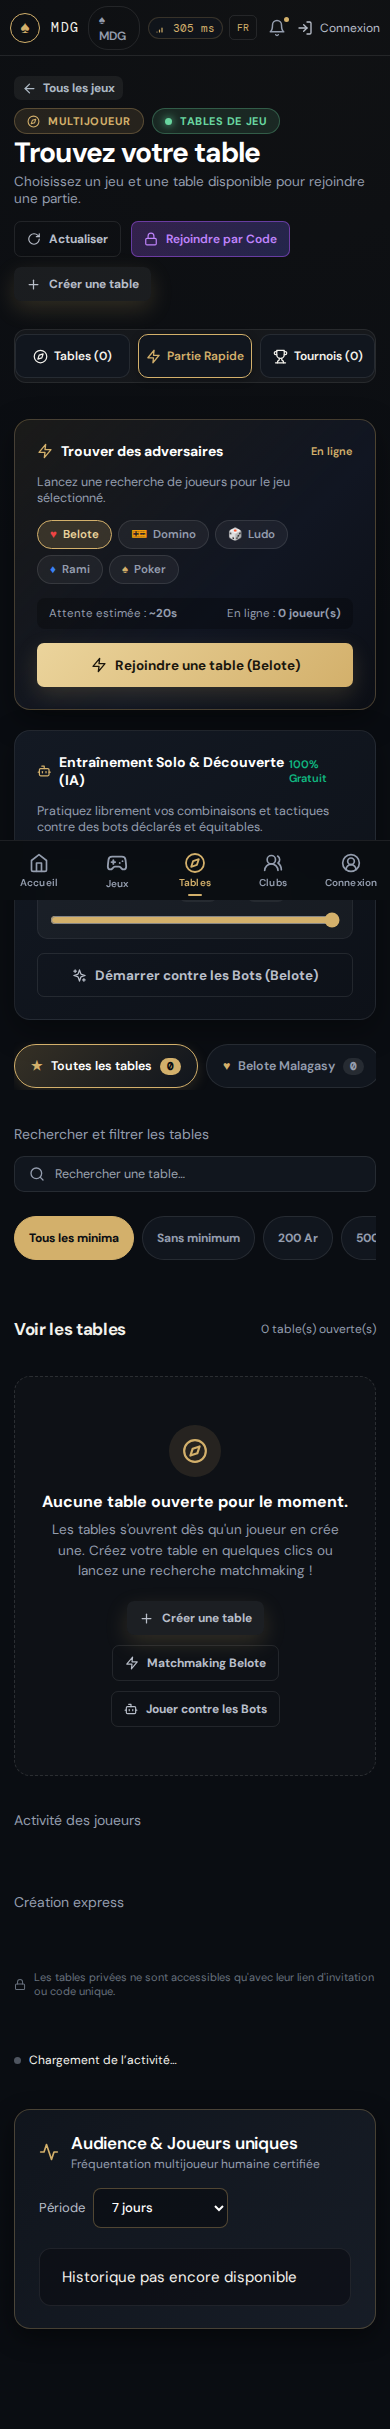 MDG
MDG
305 ms
FR
Connexion
Tous les jeux
MULTIJOUEUR
TABLES DE JEU
Trouvez votre table
Choisissez un jeu et une table disponible pour rejoindre
une partie.
Actualiser
Rejoindre par Code
Créer une table
Tables (0)
Partie Rapide
Tournois (0)
Trouver des adversaires
En ligne
Lancez une recherche de joueurs pour le jeu
sélectionné.
Belote
Domino
Ludo
Rami
Poker
Attente estimée : ~20s
En ligne : 0 joueur(s)
Rejoindre une table (Belote)
Entraînement Solo & Découverte
(IA)
100%
Gratuit
Pratiquez librement vos combinaisons et tactiques
contre des bots déclarés et équitables.
Accueil
Jeux
Tables
Clubs
Connexion
Démarrer contre les Bots (Belote)
Toutes les tables 0
Belote Malagasy 0
Rechercher et filtrer les tables
Rechercher une table…
Tous les minima
Sans minimum
200 Ar
500
Voir les tables
0 table(s) ouverte(s)
Aucune table ouverte pour le moment.
Les tables s'ouvrent dès qu'un joueur en crée
une. Créez votre table en quelques clics ou
lancez une recherche matchmaking !
Créer une table
Matchmaking Belote
Jouer contre les Bots
Activité des joueurs
Création express
Les tables privées ne sont accessibles qu'avec leur lien d'invitation
ou code unique.
Chargement de l'activité…
Audience & Joueurs uniques
Fréquentation multijoueur humaine certifiée
Période
7 jours
Historique pas encore disponible